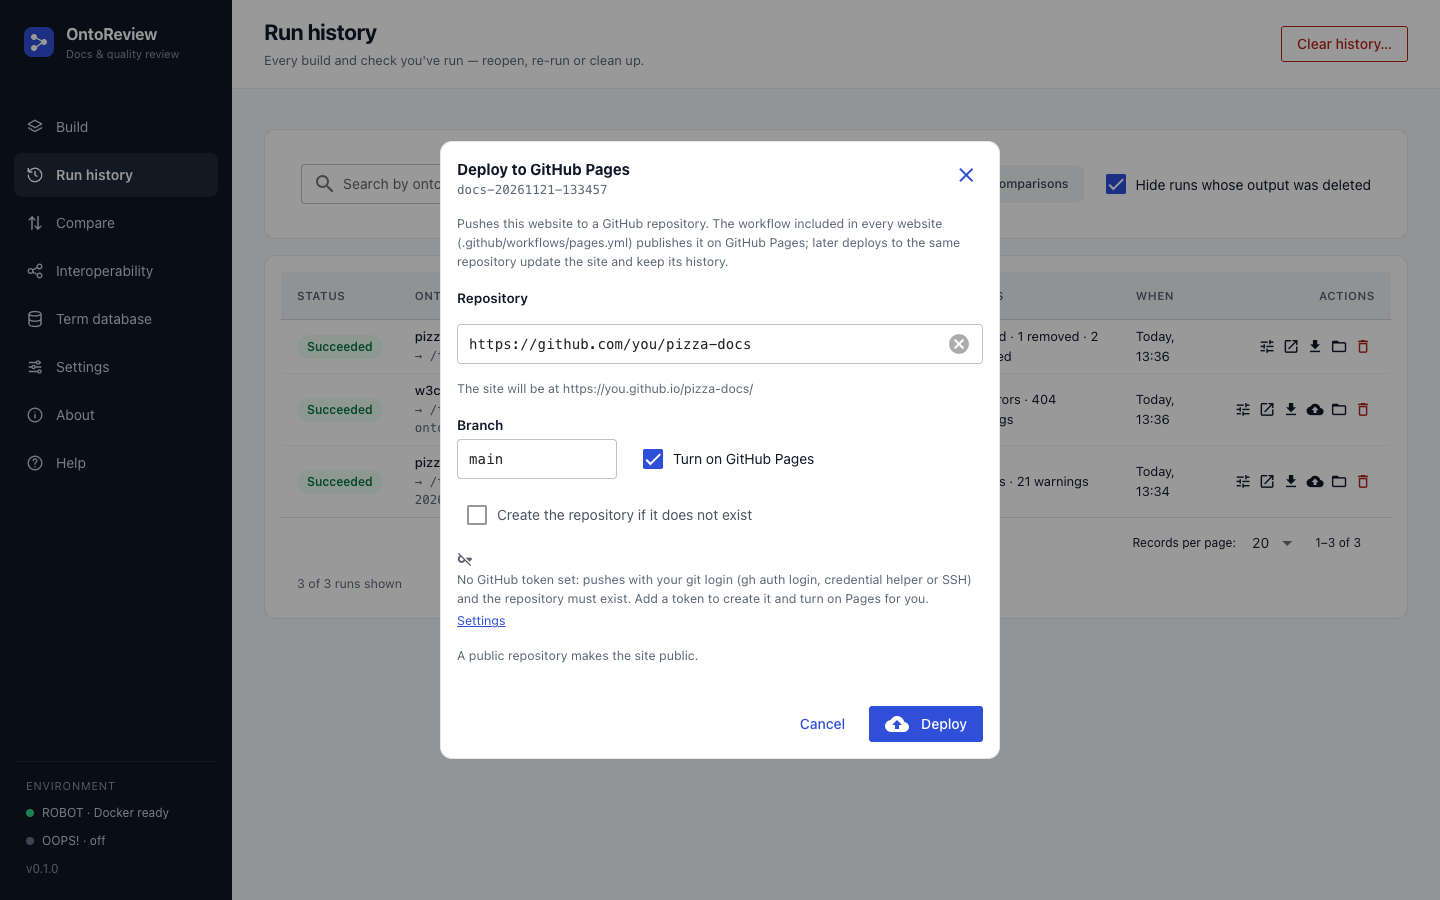 OntoReview
Docs & quality review
Build
Run history
Compare
Interoperability
Term database
Settings
About
Help
ENVIRONMENT
ROBOT · Docker ready
OOPS! · off
v0.1.0
Run history
Every build and check you've run — reopen, re-run or clean up.
Clear history...
Search by onto
omparisons
Hide runs whose output was deleted
STATUS
ONT
S
WHEN
ACTIONS
Succeeded
pizz
→ /t
d · 1 removed · 2
ed
Today,
13:36
Succeeded
w3c
→ /t
onto
rors · 404
gs
Today,
13:36
Succeeded
pizz
→ /t
2026
s · 21 warnings
Today,
13:34
Records per page:
20
1–3 of 3
3 of 3 runs shown
Deploy to GitHub Pages
docs-20261121-133457
Pushes this website to a GitHub repository. The workflow included in every website
(.github/workflows/pages.yml) publishes it on GitHub Pages; later deploys to the same
repository update the site and keep its history.
Repository
https://github.com/you/pizza-docs
The site will be at https://you.github.io/pizza-docs/
Branch
main
Turn on GitHub Pages
Create the repository if it does not exist
No GitHub token set: pushes with your git login (gh auth login, credential helper or SSH)
and the repository must exist. Add a token to create it and turn on Pages for you.
Settings
A public repository makes the site public.
Cancel
Deploy